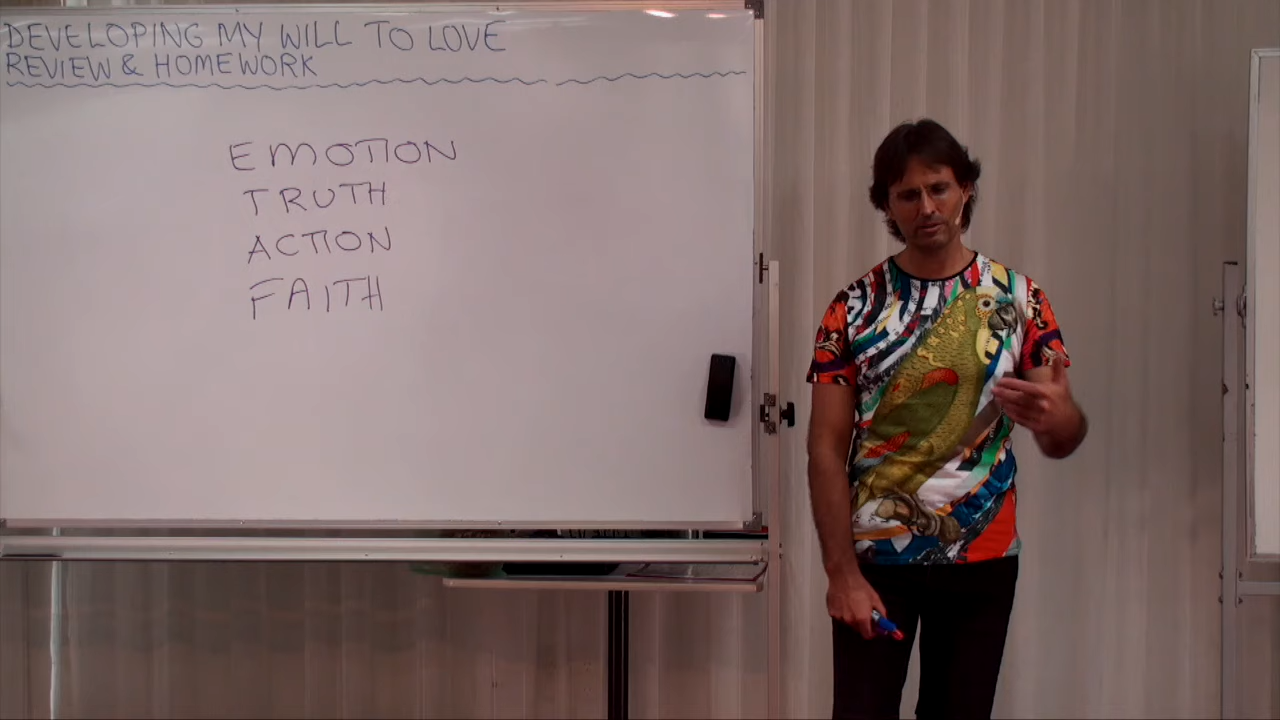 DEVELOPING MY WILL TO LOVE
REVIEW & HOMEWORK
EMOTION
TRUTH
ACTION
FAITH